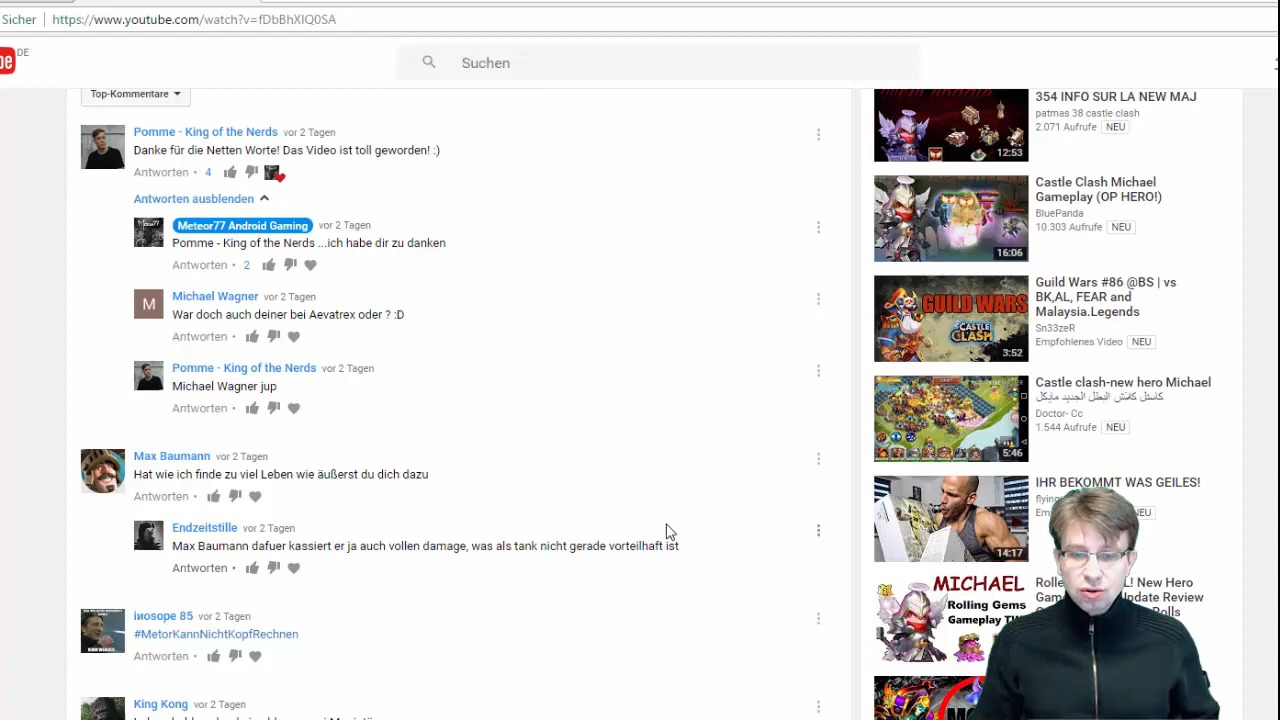 Sicher
https://www.youtube.com/watch?v=fDbBhXIQ0SA
DE
Suchen
Top-Kommentare
Pomme - King of the Nerds vor 2 Tagen
Danke für die Netten Worte! Das Video ist toll geworden! :)
Antworten · 4
Antworten ausblenden
Meteor77 Android Gaming vor 2 Tagen
Pomme - King of the Nerds ...ich habe dir zu danken
Antworten · 2
M
Michael Wagner vor 2 Tagen
War doch auch deiner bei Aevatrex oder ? :D
Antworten ·
Pomme - King of the Nerds vor 2 Tagen
Michael Wagner jup
Antworten ·
Max Baumann vor 2 Tagen
Hat wie ich finde zu viel Leben wie äußerst du dich dazu
Antworten ·
Endzeitstille vor 2 Tagen
Max Baumann dafuer kassiert er ja auch vollen damage, was als tank nicht gerade vorteilhaft ist
Antworten ·
vor 2 Tagen
#MetorKannNichtKopfRechnen
Antworten ·
King Kong vor 2 Tagen
354 INFO SUR LA NEW MAJ
patmas 38 castle clash
2.071 Aufrufe NEU
12:53
Castle Clash Michael
Gameplay (OP HERO!)
BluePanda
10.303 Aufrufe NEU
16:06
Guild Wars #86 @BS | vs
BK,AL, FEAR and
Malaysia.Legends
Sn33zeR
Empfohlenes Video NEU
GUILD WARS
CASTLE
CLASH
3:52
Castle clash-new hero Michael
كاستل كلاش البطل الجديد مايكل
Doctor- Cc
1.544 Aufrufe NEU
5:46
IHR BEKOMMT WAS GEILES!
14:17
MICHAEL
Rolling Gems
Gameplay
New Hero
Update Review